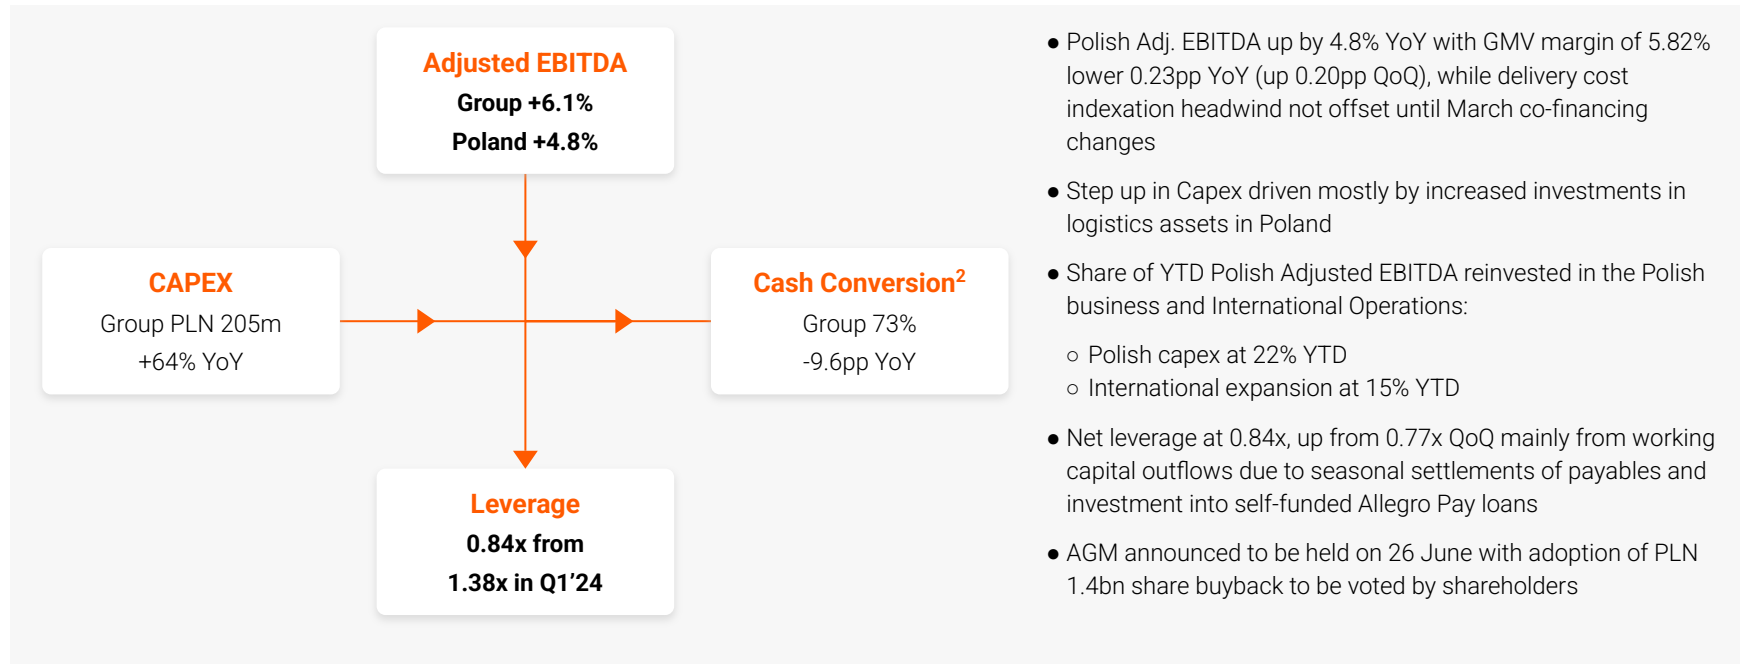 Adjusted EBITDA
Group +6.1%
Poland +4.8%
CAPEX
Group PLN 205m
+64% YoY
Cash Conversion²
Group 73%
-9.6pp YoY
Leverage
0.84x from
1.38x in Q1’24
● Polish Adj. EBITDA up by 4.8% YoY with GMV margin of 5.82%
lower 0.23pp YoY (up 0.20pp QoQ), while delivery cost
indexation headwind not offset until March co-financing
changes
● Step up in Capex driven mostly by increased investments in
logistics assets in Poland
● Share of YTD Polish Adjusted EBITDA reinvested in the Polish
business and International Operations:
○ Polish capex at 22% YTD
○ International expansion at 15% YTD
● Net leverage at 0.84x, up from 0.77x QoQ mainly from working
capital outflows due to seasonal settlements of payables and
investment into self-funded Allegro Pay loans
● AGM announced to be held on 26 June with adoption of PLN
1.4bn share buyback to be voted by shareholders